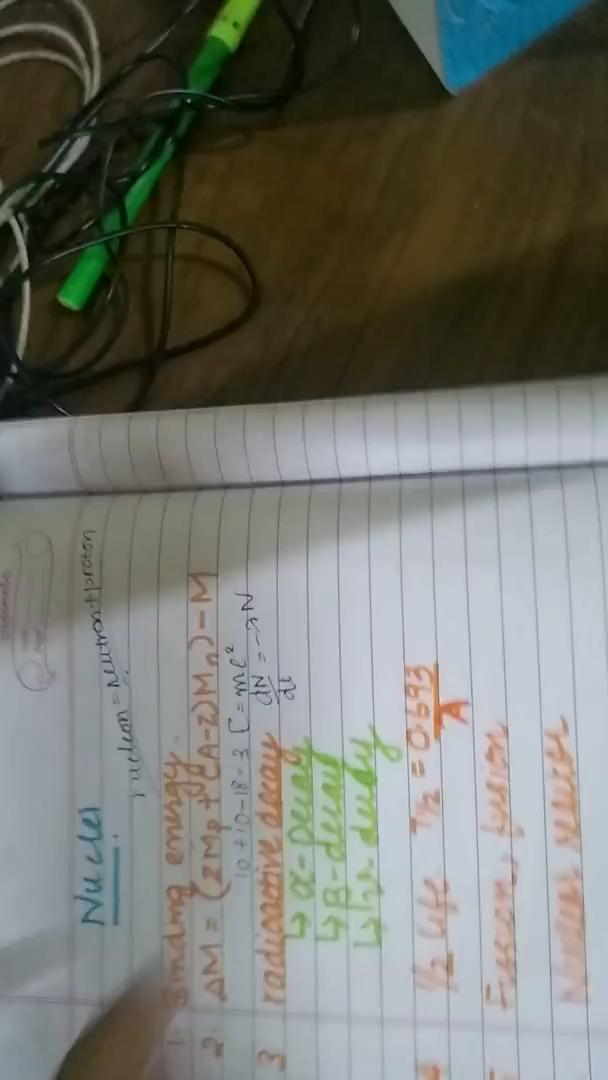 Nuclei
nucleon = neutron + proton
1 Binding energy
2 ΔM = (ZMp + (A-Z)Mn) - M
10+10-18=3 E=mc²
3 radioactive decay dN/dt = -λN
↳ α-Decay
↳ β-decay
↳ decay
1/2 life T1/2 = 0.693/λ
Fission, fusion
Nuclear